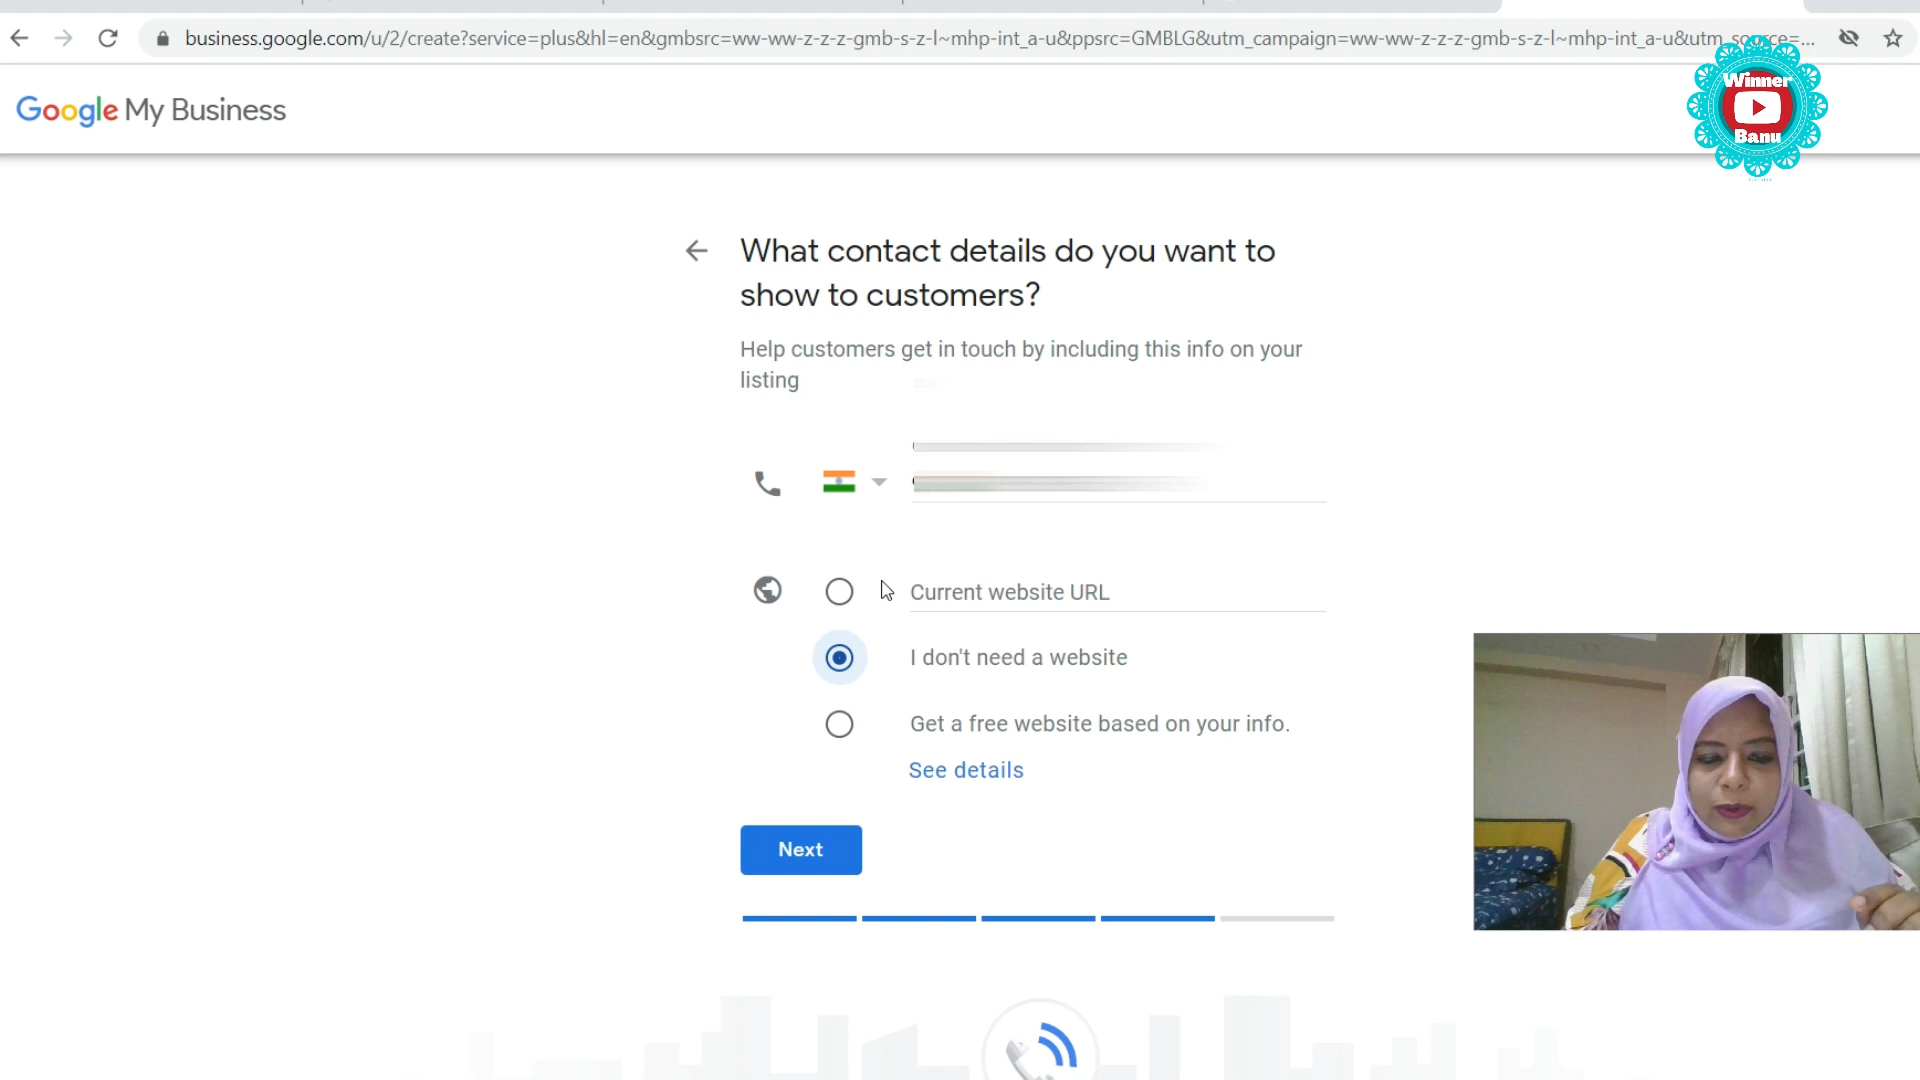 business.google.com/u/2/create?service=plus&hl=en&gmbsrc=ww-ww-z-z-z-gmb-s-z-l~mhp-int_a-u&ppsrc=GMBLG&utm_campaign=ww-ww-z-z-z-gmb-s-z-l~mhp-int_a-u&utm_source=...
Google My Business
Winner
Banu
What contact details do you want to
show to customers?
Help customers get in touch by including this info on your
listing
Current website URL
I don't need a website
Get a free website based on your info.
See details
Next